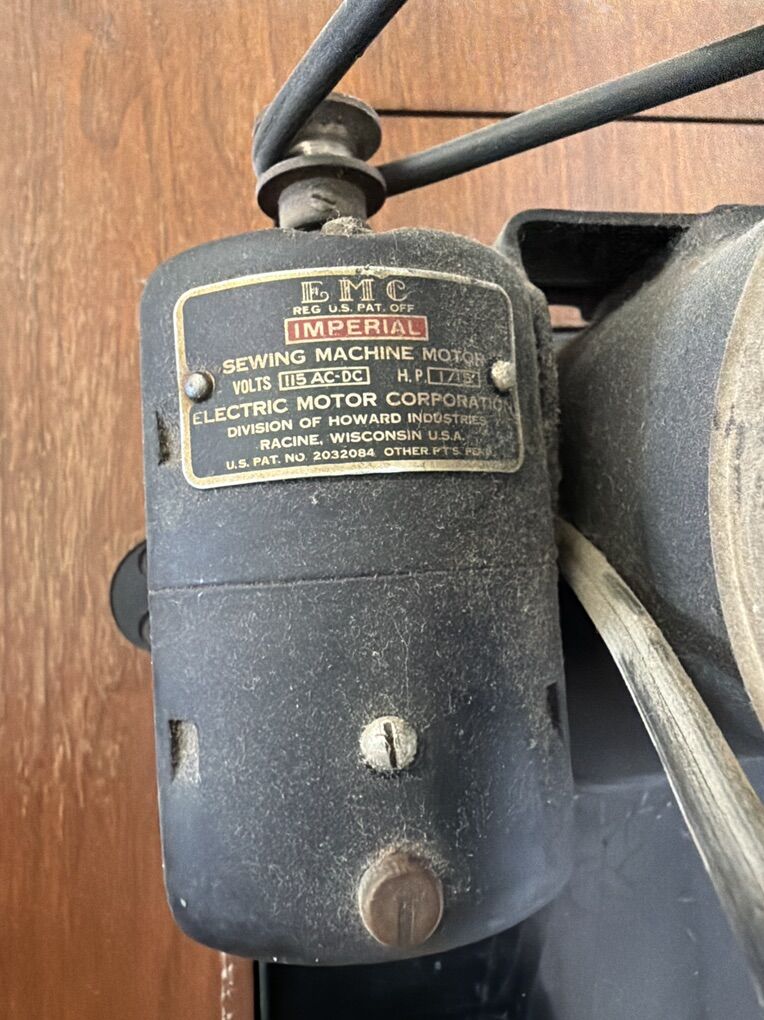 EMC
REG U.S. PAT. OFF
IMPERIAL
SEWING MACHINE MOTOR
VOLTS 115 AC-DC H.P. 1/15
ELECTRIC MOTOR CORPORATION
DIVISION OF HOWARD INDUSTRIES
RACINE, WISCONSIN U.S.A.
U.S. PAT. NO. 2032084 OTHER PT'S. PEND.